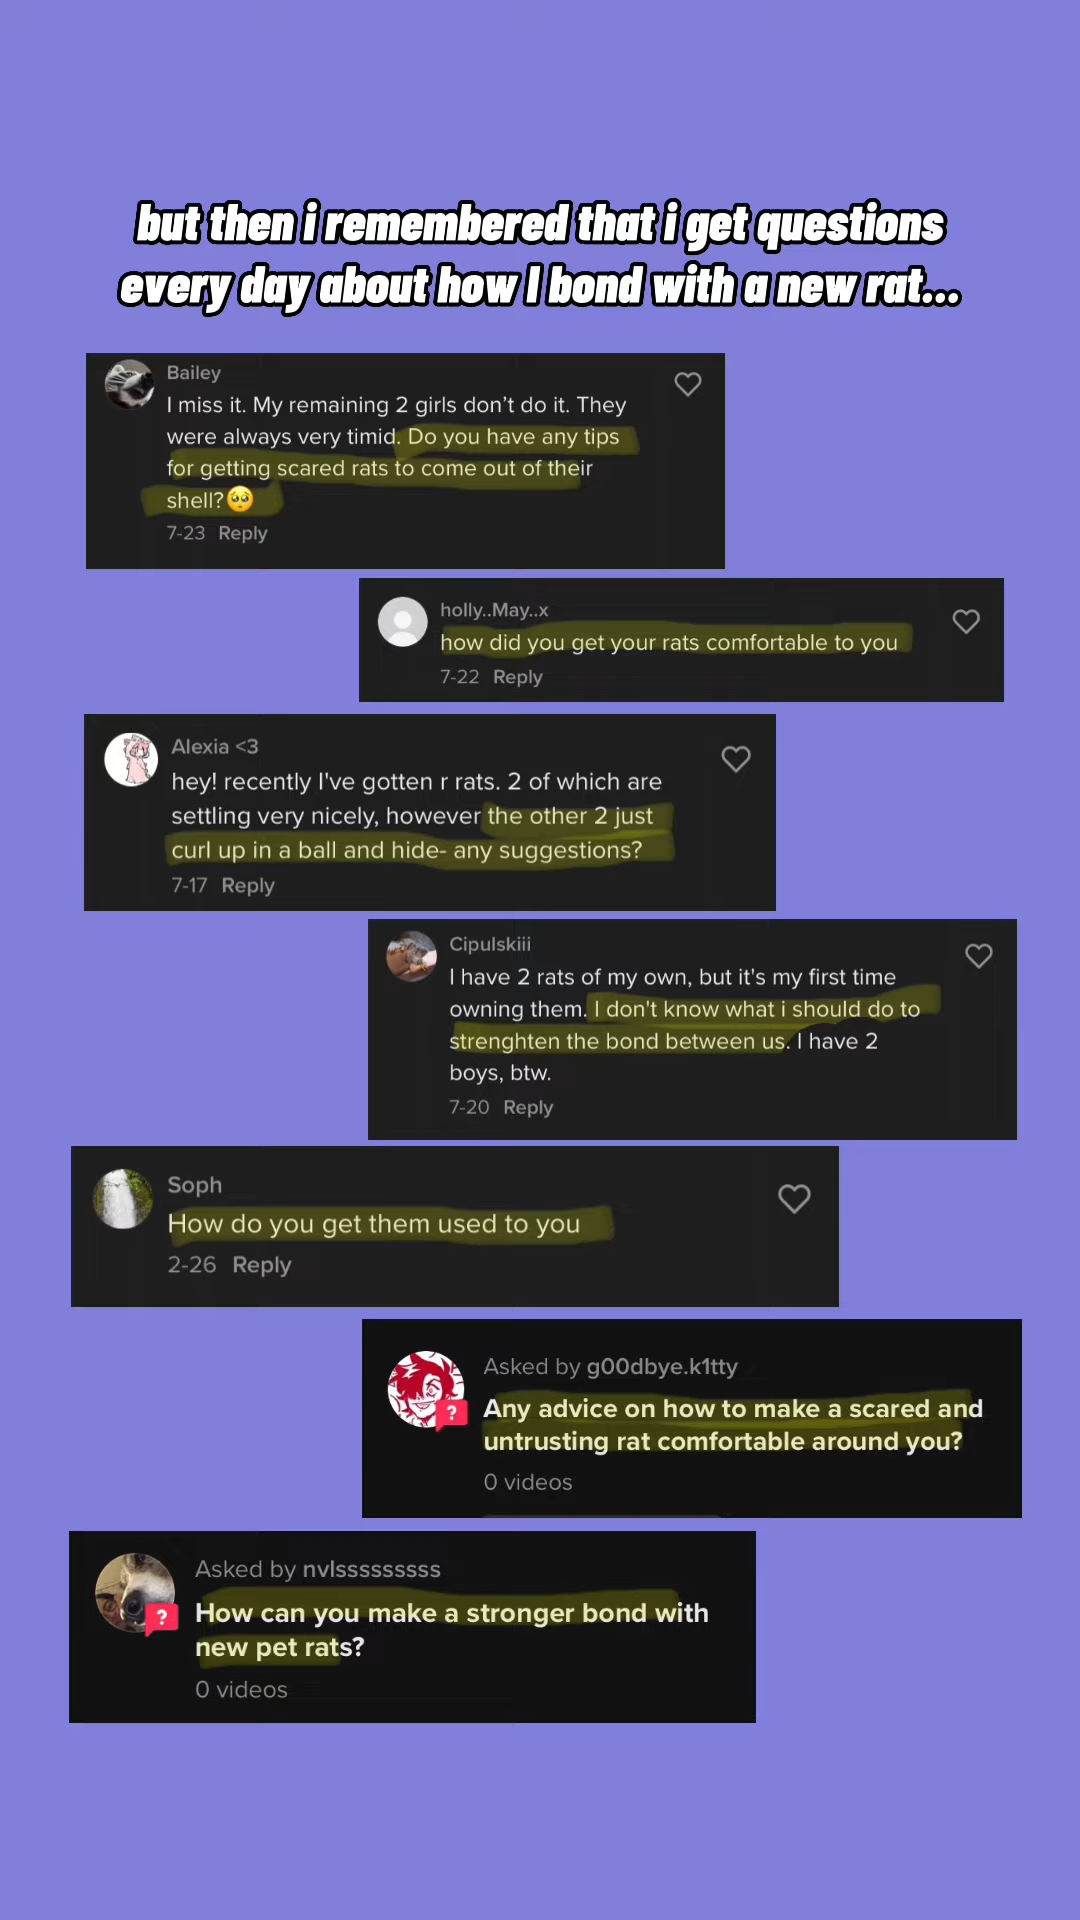 but then i remembered that i get questions
every day about how I bond with a new rat...
Bailey
I miss it. My remaining 2 girls don't do it. They
were always very timid. Do you have any tips
for getting scared rats to come out of their
shell?🥺
7-23 Reply
holly..May..x
how did you get your rats comfortable to you
7-22 Reply
Alexia <3
hey! recently I've gotten r rats. 2 of which are
settling very nicely, however the other 2 just
curl up in a ball and hide- any suggestions?
7-17 Reply
Cipulskiii
I have 2 rats of my own, but it's my first time
owning them. I don't know what i should do to
strenghten the bond between us. I have 2
boys, btw.
7-20 Reply
Soph
How do you get them used to you
2-26 Reply
Asked by g00dbye.k1tty
?
Any advice on how to make a scared and
untrusting rat comfortable around you?
0 videos
Asked by nvlsssssssss
?
How can you make a stronger bond with
new pet rats?
0 videos